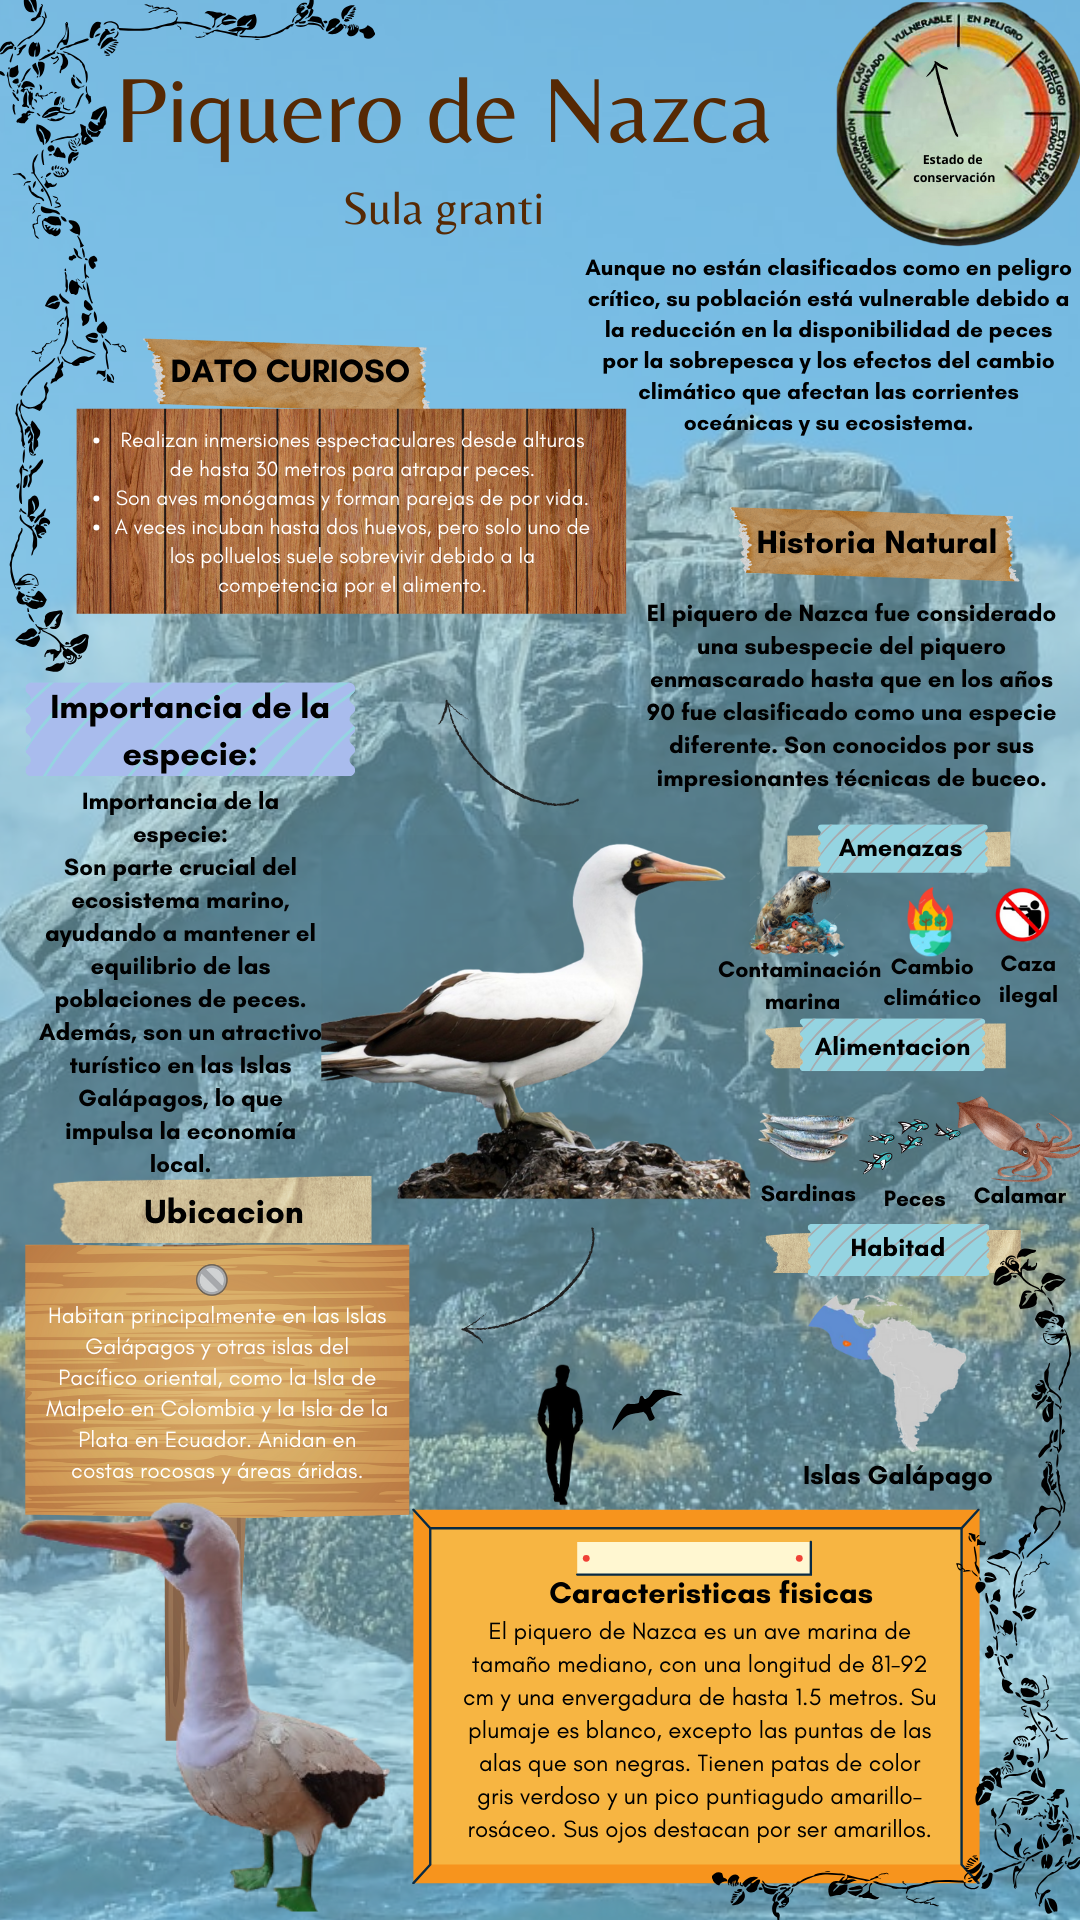 Piquero de Nazca
Sula granti
PREOCUPACIÓN
MENOR
CASI
AMENAZADO
VULNERABLE
EN PELIGRO
EN PELIGRO
CRÍTICO
EXTINTO EN
ESTADO SALVAJE
Estado de
conservación
Aunque no están clasificados como en peligro
crítico, su población está vulnerable debido a
la reducción en la disponibilidad de peces
por la sobrepesca y los efectos del cambio
climático que afectan las corrientes
oceánicas y su ecosistema.
DATO CURIOSO
• Realizan inmersiones espectaculares desde alturas
de hasta 30 metros para atrapar peces.
• Son aves monógamas y forman parejas de por vida.
• A veces incuban hasta dos huevos, pero solo uno de
los polluelos suele sobrevivir debido a la
competencia por el alimento.
Historia Natural
El piquero de Nazca fue considerado
una subespecie del piquero
enmascarado hasta que en los años
90 fue clasificado como una especie
diferente. Son conocidos por sus
impresionantes técnicas de buceo.
Importancia de la
especie:
Importancia de la
especie:
Son parte crucial del
ecosistema marino,
ayudando a mantener el
equilibrio de las
poblaciones de peces.
Además, son un atractivo
turístico en las Islas
Galápagos, lo que
impulsa la economía
local.
Amenazas
Contaminación
marina
Cambio
climático
Caza
ilegal
Alimentacion
Sardinas
Peces
Calamar
Habitad
Islas Galápago
Ubicacion
Habitan principalmente en las Islas
Galápagos y otras islas del
Pacífico oriental, como la Isla de
Malpelo en Colombia y la Isla de la
Plata en Ecuador. Anidan en
costas rocosas y áreas áridas.
Caracteristicas fisicas
El piquero de Nazca es un ave marina de
tamaño mediano, con una longitud de 81-92
cm y una envergadura de hasta 1.5 metros. Su
plumaje es blanco, excepto las puntas de las
alas que son negras. Tienen patas de color
gris verdoso y un pico puntiagudo amarillo-
rosáceo. Sus ojos destacan por ser amarillos.